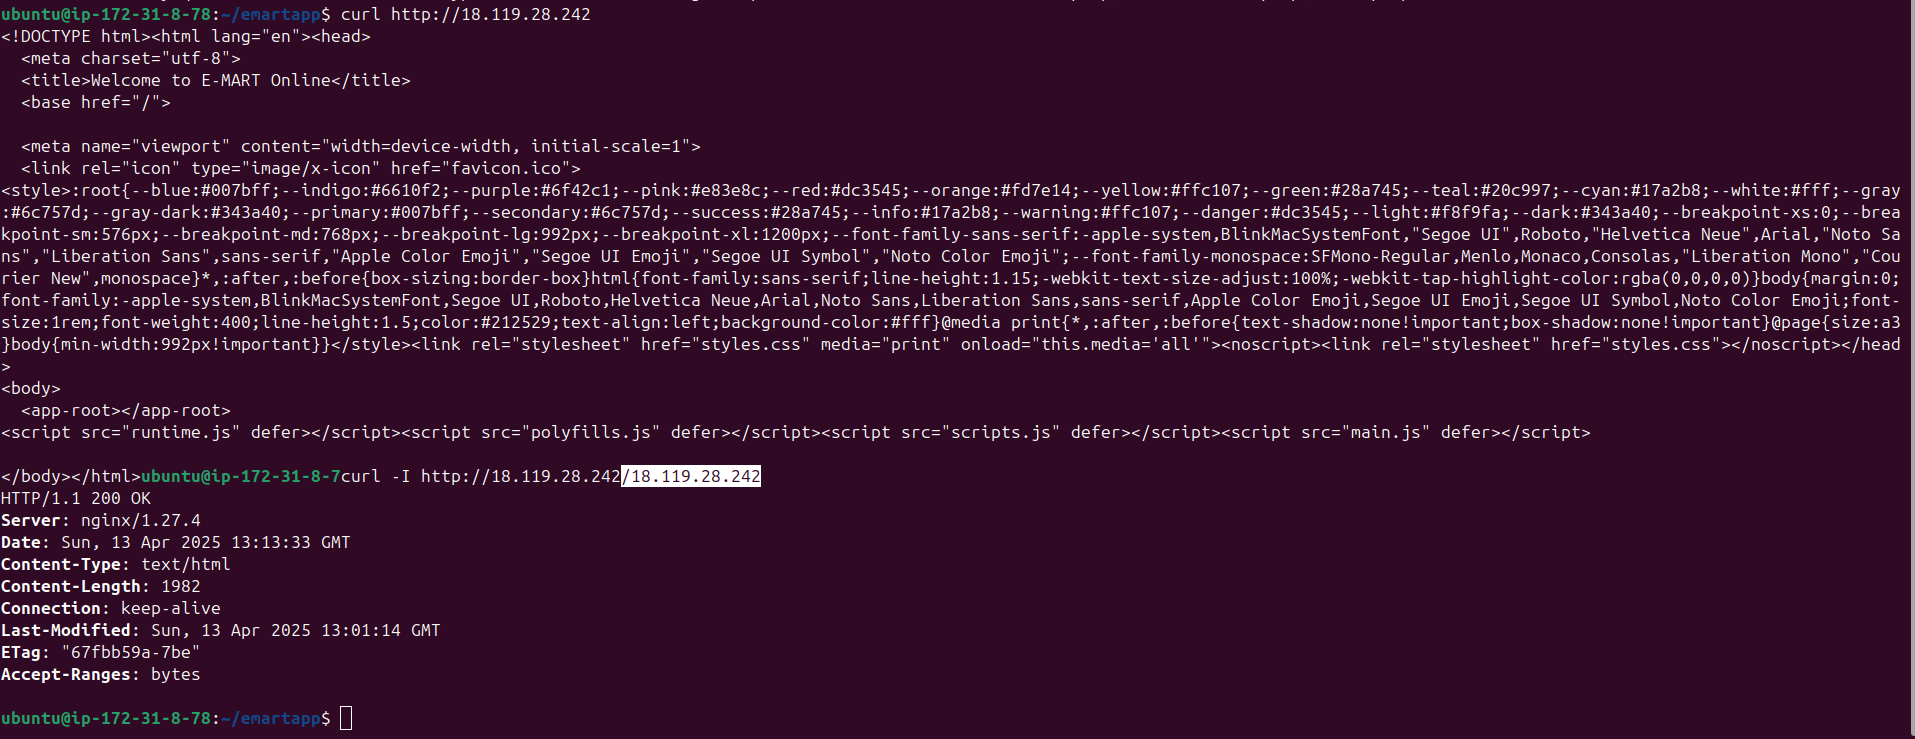 ubuntu@ip-172-31-8-78:~/emartapp$ curl http://18.119.28.242
<!DOCTYPE html><html lang="en"><head>
  <meta charset="utf-8">
  <title>Welcome to E-MART Online</title>
  <base href="/">

  <meta name="viewport" content="width=device-width, initial-scale=1">
  <link rel="icon" type="image/x-icon" href="favicon.ico">
<style>:root{--blue:#007bff;--indigo:#6610f2;--purple:#6f42c1;--pink:#e83e8c;--red:#dc3545;--orange:#fd7e14;--yellow:#ffc107;--green:#28a745;--teal:#20c997;--cyan:#17a2b8;--white:#fff;--gray
:#6c757d;--gray-dark:#343a40;--primary:#007bff;--secondary:#6c757d;--success:#28a745;--info:#17a2b8;--warning:#ffc107;--danger:#dc3545;--light:#f8f9fa;--dark:#343a40;--breakpoint-xs:0;--brea
kpoint-sm:576px;--breakpoint-md:768px;--breakpoint-lg:992px;--breakpoint-xl:1200px;--font-family-sans-serif:-apple-system,BlinkMacSystemFont,"Segoe UI",Roboto,"Helvetica Neue",Arial,"Noto Sa
ns","Liberation Sans",sans-serif,"Apple Color Emoji","Segoe UI Emoji","Segoe UI Symbol","Noto Color Emoji";--font-family-monospace:SFMono-Regular,Menlo,Monaco,Consolas,"Liberation Mono","Cou
rier New",monospace}*,:after,:before{box-sizing:border-box}html{font-family:sans-serif;line-height:1.15;-webkit-text-size-adjust:100%;-webkit-tap-highlight-color:rgba(0,0,0,0)}body{margin:0;
font-family:-apple-system,BlinkMacSystemFont,Segoe UI,Roboto,Helvetica Neue,Arial,Noto Sans,Liberation Sans,sans-serif,Apple Color Emoji,Segoe UI Emoji,Segoe UI Symbol,Noto Color Emoji;font-
size:1rem;font-weight:400;line-height:1.5;color:#212529;text-align:left;background-color:#fff}@media print{*,:after,:before{text-shadow:none!important;box-shadow:none!important}@page{size:a3
}body{min-width:992px!important}}</style><link rel="stylesheet" href="styles.css" media="print" onload="this.media='all'"><noscript><link rel="stylesheet" href="styles.css"></noscript></head
>
<body>
  <app-root></app-root>
<script src="runtime.js" defer></script><script src="polyfills.js" defer></script><script src="scripts.js" defer></script><script src="main.js" defer></script>

</body></html>ubuntu@ip-172-31-8-7curl -I http://18.119.28.242/18.119.28.242
HTTP/1.1 200 OK
Server: nginx/1.27.4
Date: Sun, 13 Apr 2025 13:13:33 GMT
Content-Type: text/html
Content-Length: 1982
Connection: keep-alive
Last-Modified: Sun, 13 Apr 2025 13:01:14 GMT
ETag: "67fbb59a-7be"
Accept-Ranges: bytes

ubuntu@ip-172-31-8-78:~/emartapp$